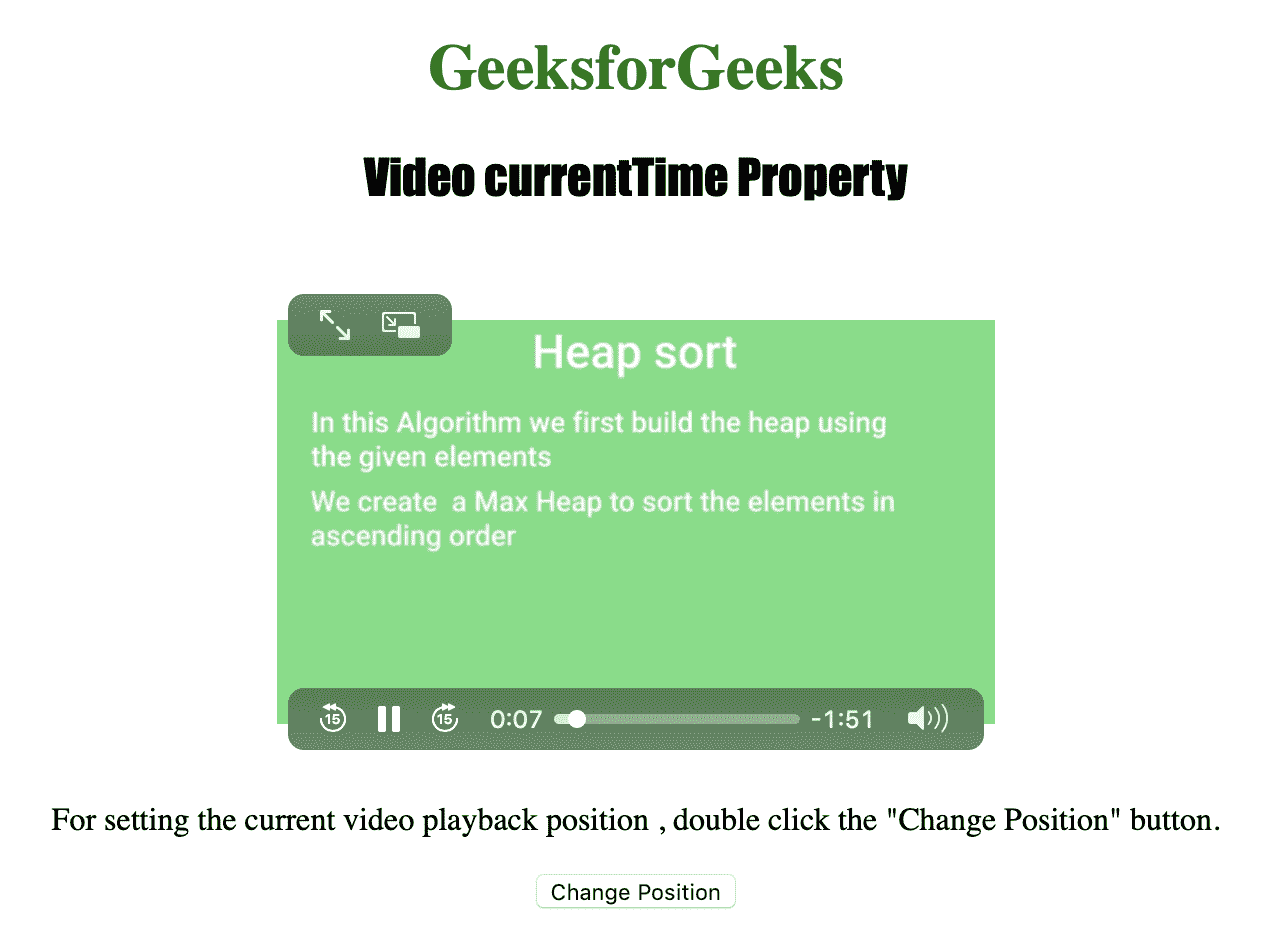 GeeksforGeeks
Video currentTime Property
Heap sort
In this Algorithm we first build the heap using
the given elements
We create  a Max Heap to sort the elements in
ascending order
15 15 0:07 -1:51
For setting the current video playback position , double click the "Change Position" button.
Change Position